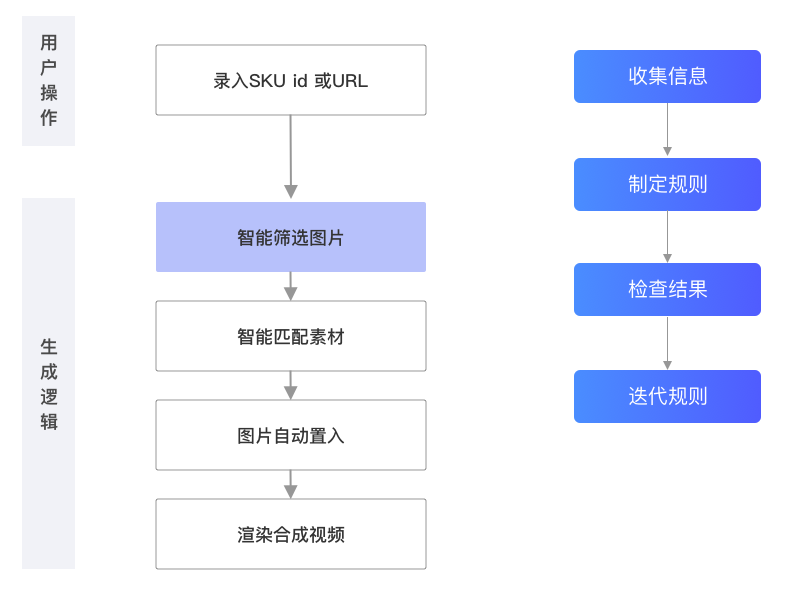 用户操作
录入SKU id 或URL
生成逻辑
智能筛选图片
智能匹配素材
图片自动置入
渲染合成视频
收集信息
制定规则
检查结果
迭代规则